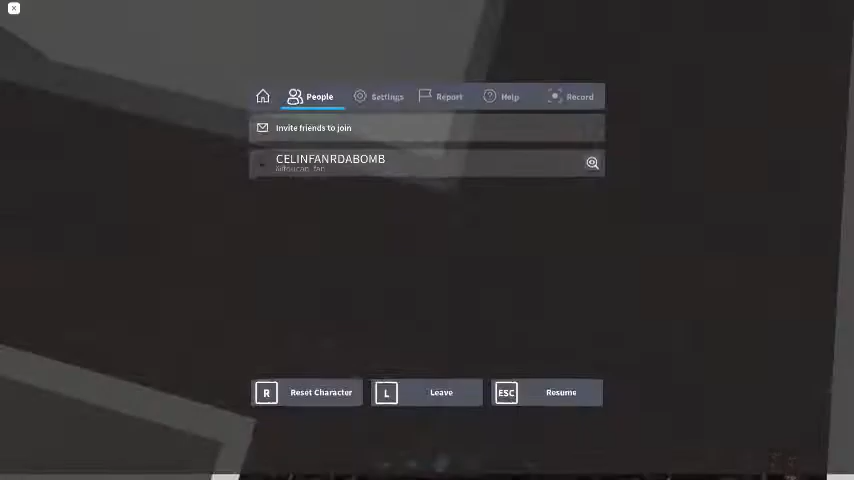 People Settings Report Help Record
Invite friends to join
CELINFANRDABOMB
R Reset Character L Leave ESC Resume